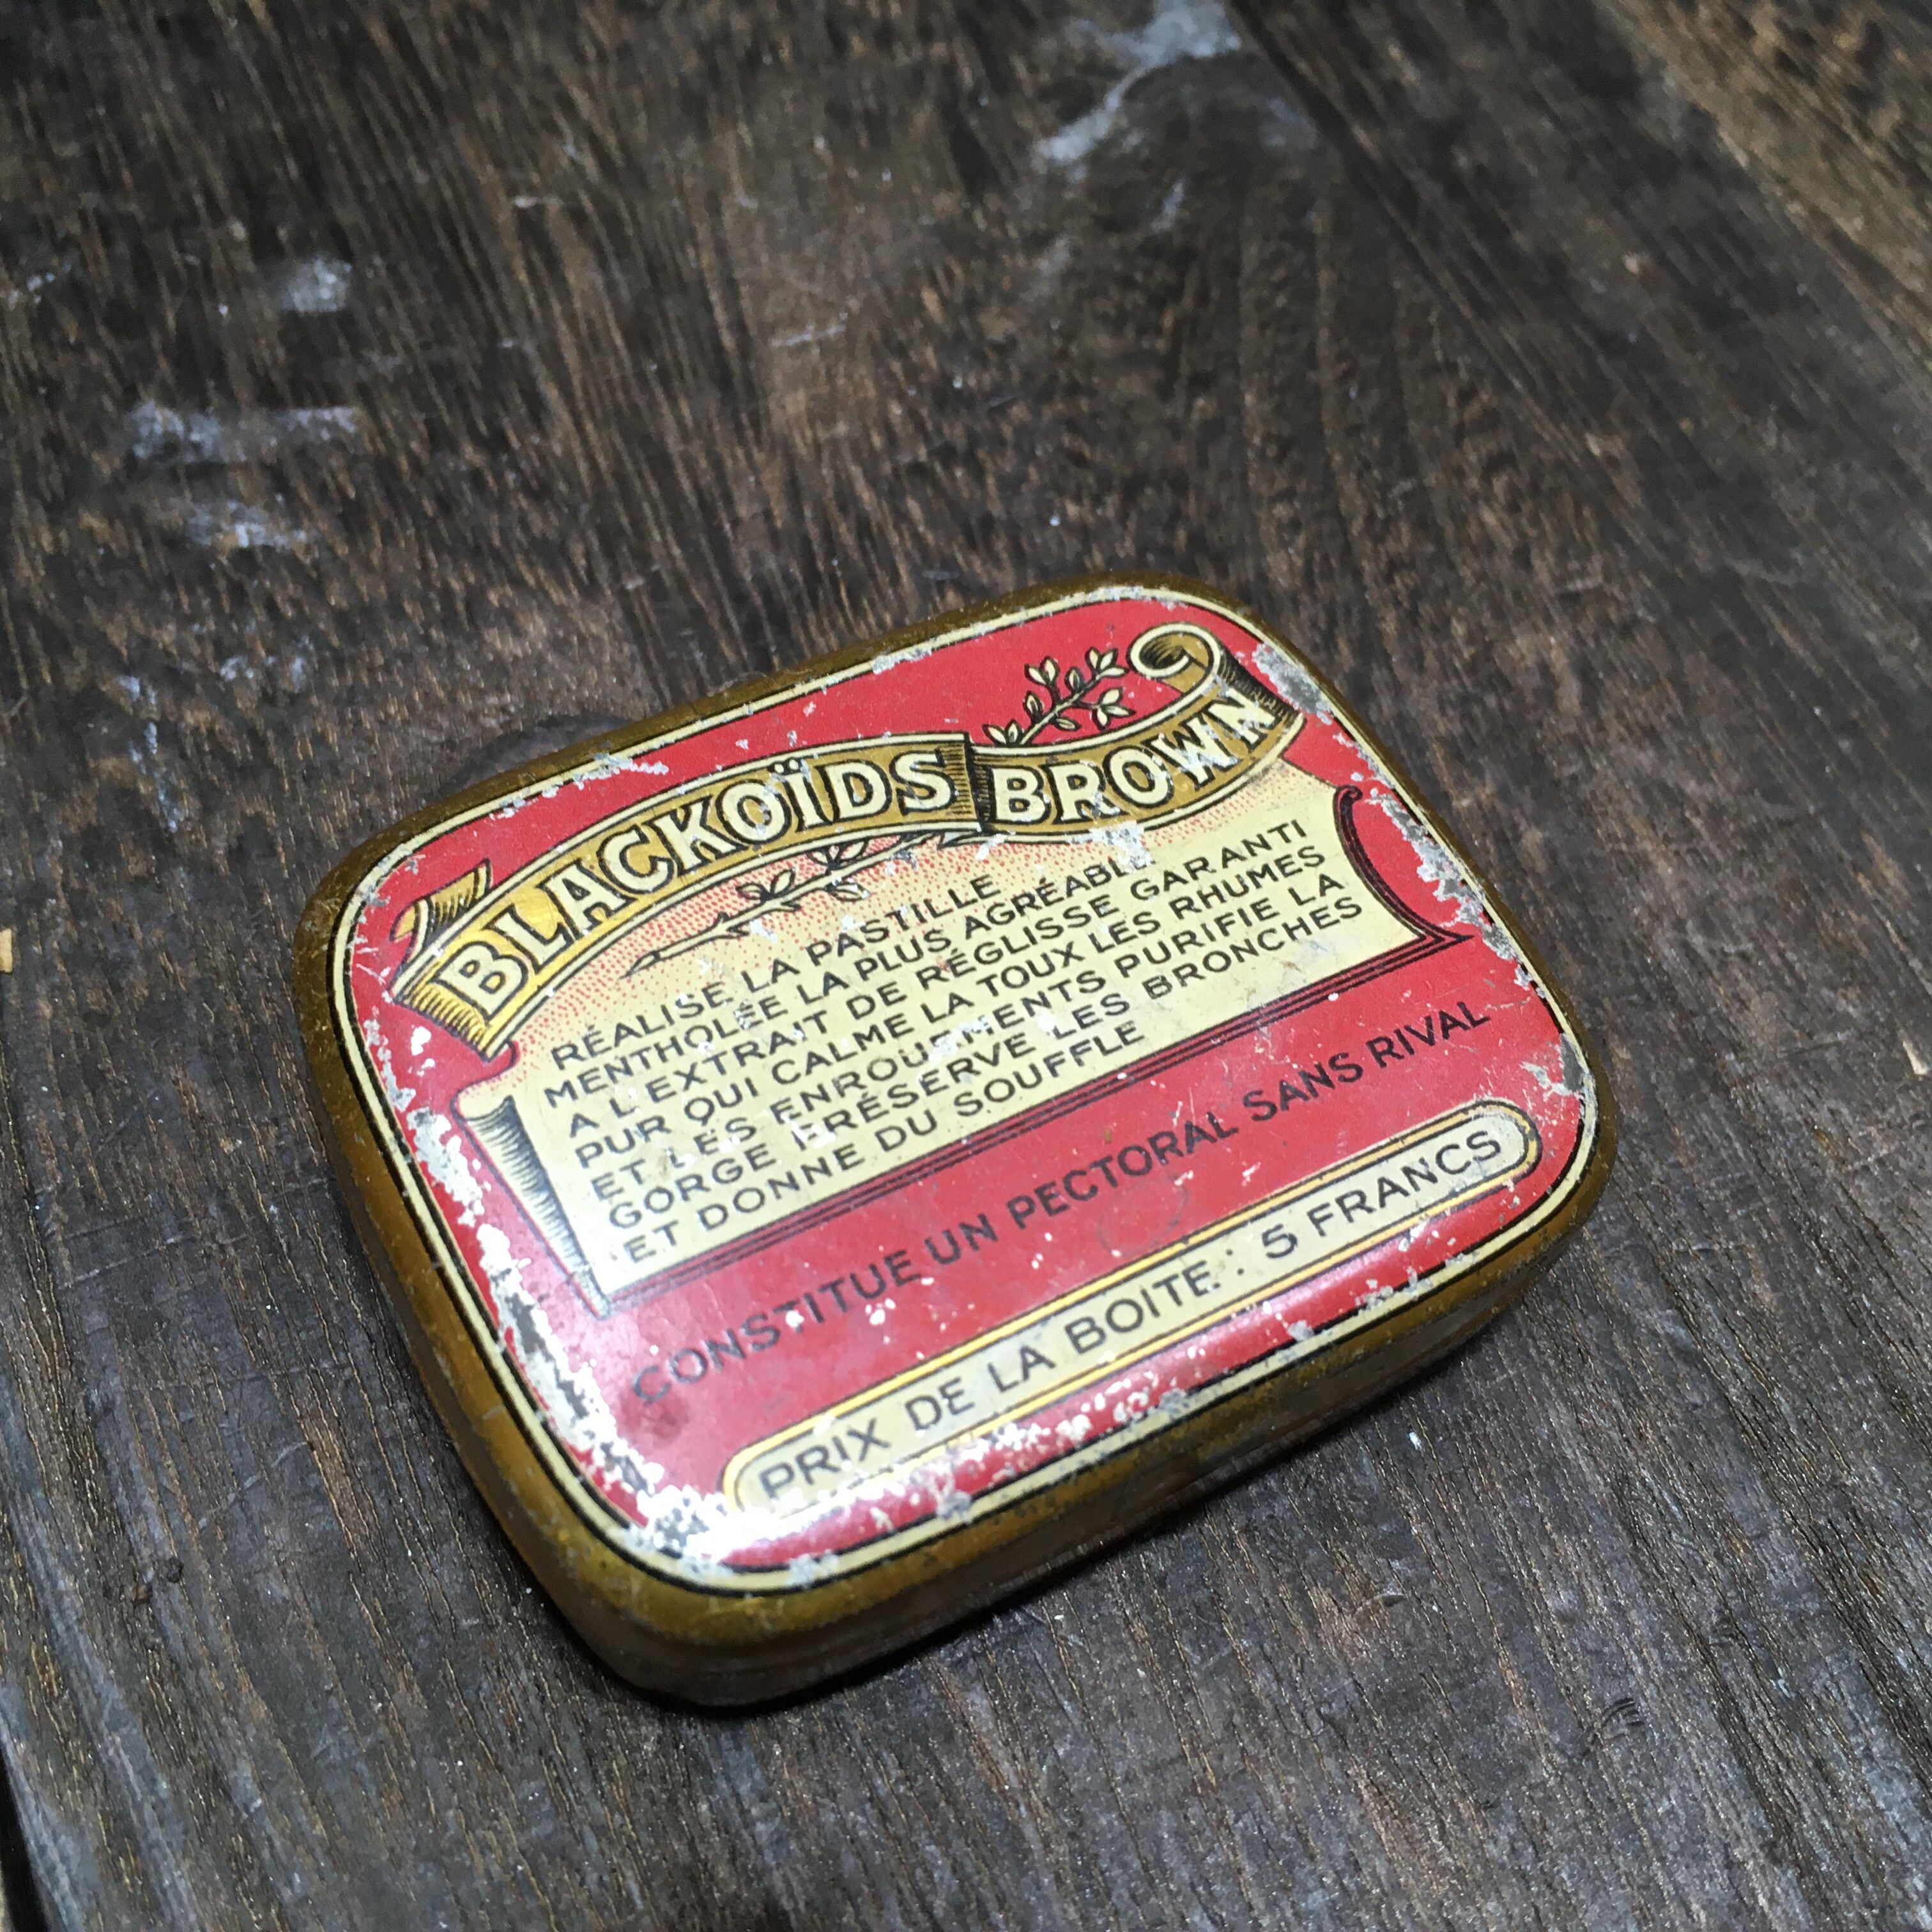 BLACKOÏDS BROWN
RÉALISE LA PASTILLE
MENTHOLÉE LA PLUS AGRÉABLE
A L'EXTRAIT DE RÉGLISSE GARANTI
PUR QUI CALME LA TOUX LES RHUMES
ET LES ENROUEMENTS PURIFIE LA
GORGE PRÉSERVE LES BRONCHES
ET DONNE DU SOUFFLE
CONSTITUE UN PECTORAL SANS RIVAL
PRIX DE LA BOITE : 5 FRANCS